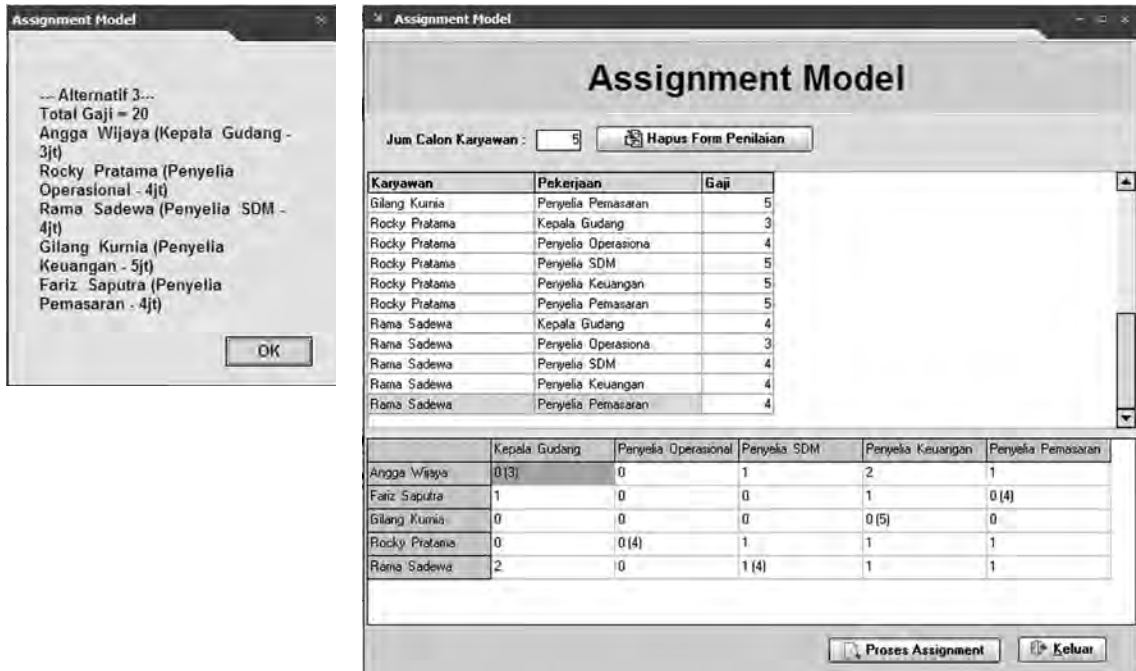 Assignment Model
--- Alternatif 3---
Total Gaji = 20
Angga Wijaya (Kepala Gudang -
3jt)
Rocky Pratama (Penyelia
Operasional - 4jt)
Rama Sadewa (Penyelia SDM -
4jt)
Gilang Kurnia (Penyelia
Keuangan - 5jt)
Fariz Saputra (Penyelia
Pemasaran - 4jt)
OK
Assignment Model
Assignment Model
Jum Calon Karyawan : 5 Hapus Form Penilaian
Karyawan Pekerjaan Gaji
Gilang Kurnia Penyelia Pemasaran 5
Rocky Pratama Kepala Gudang 3
Rocky Pratama Penyelia Operasiona 4
Rocky Pratama Penyelia SDM 5
Rocky Pratama Penyelia Keuangan 5
Rocky Pratama Penyelia Pemasaran 5
Rama Sadewa Kepala Gudang 4
Rama Sadewa Penyelia Operasiona 3
Rama Sadewa Penyelia SDM 4
Rama Sadewa Penyelia Keuangan 4
Rama Sadewa Penyelia Pemasaran 4
Kepala Gudang Penyelia Operasional Penyelia SDM Penyelia Keuangan Penyelia Pemasaran
Angga Wijaya 0 (3) 0 1 2 1
Fariz Saputra 1 0 0 1 0 (4)
Gilang Kurnia 0 0 0 0 (5) 0
Rocky Pratama 0 0 (4) 1 1 1
Rama Sadewa 2 0 1 (4) 1 1
Proses Assignment Keluar